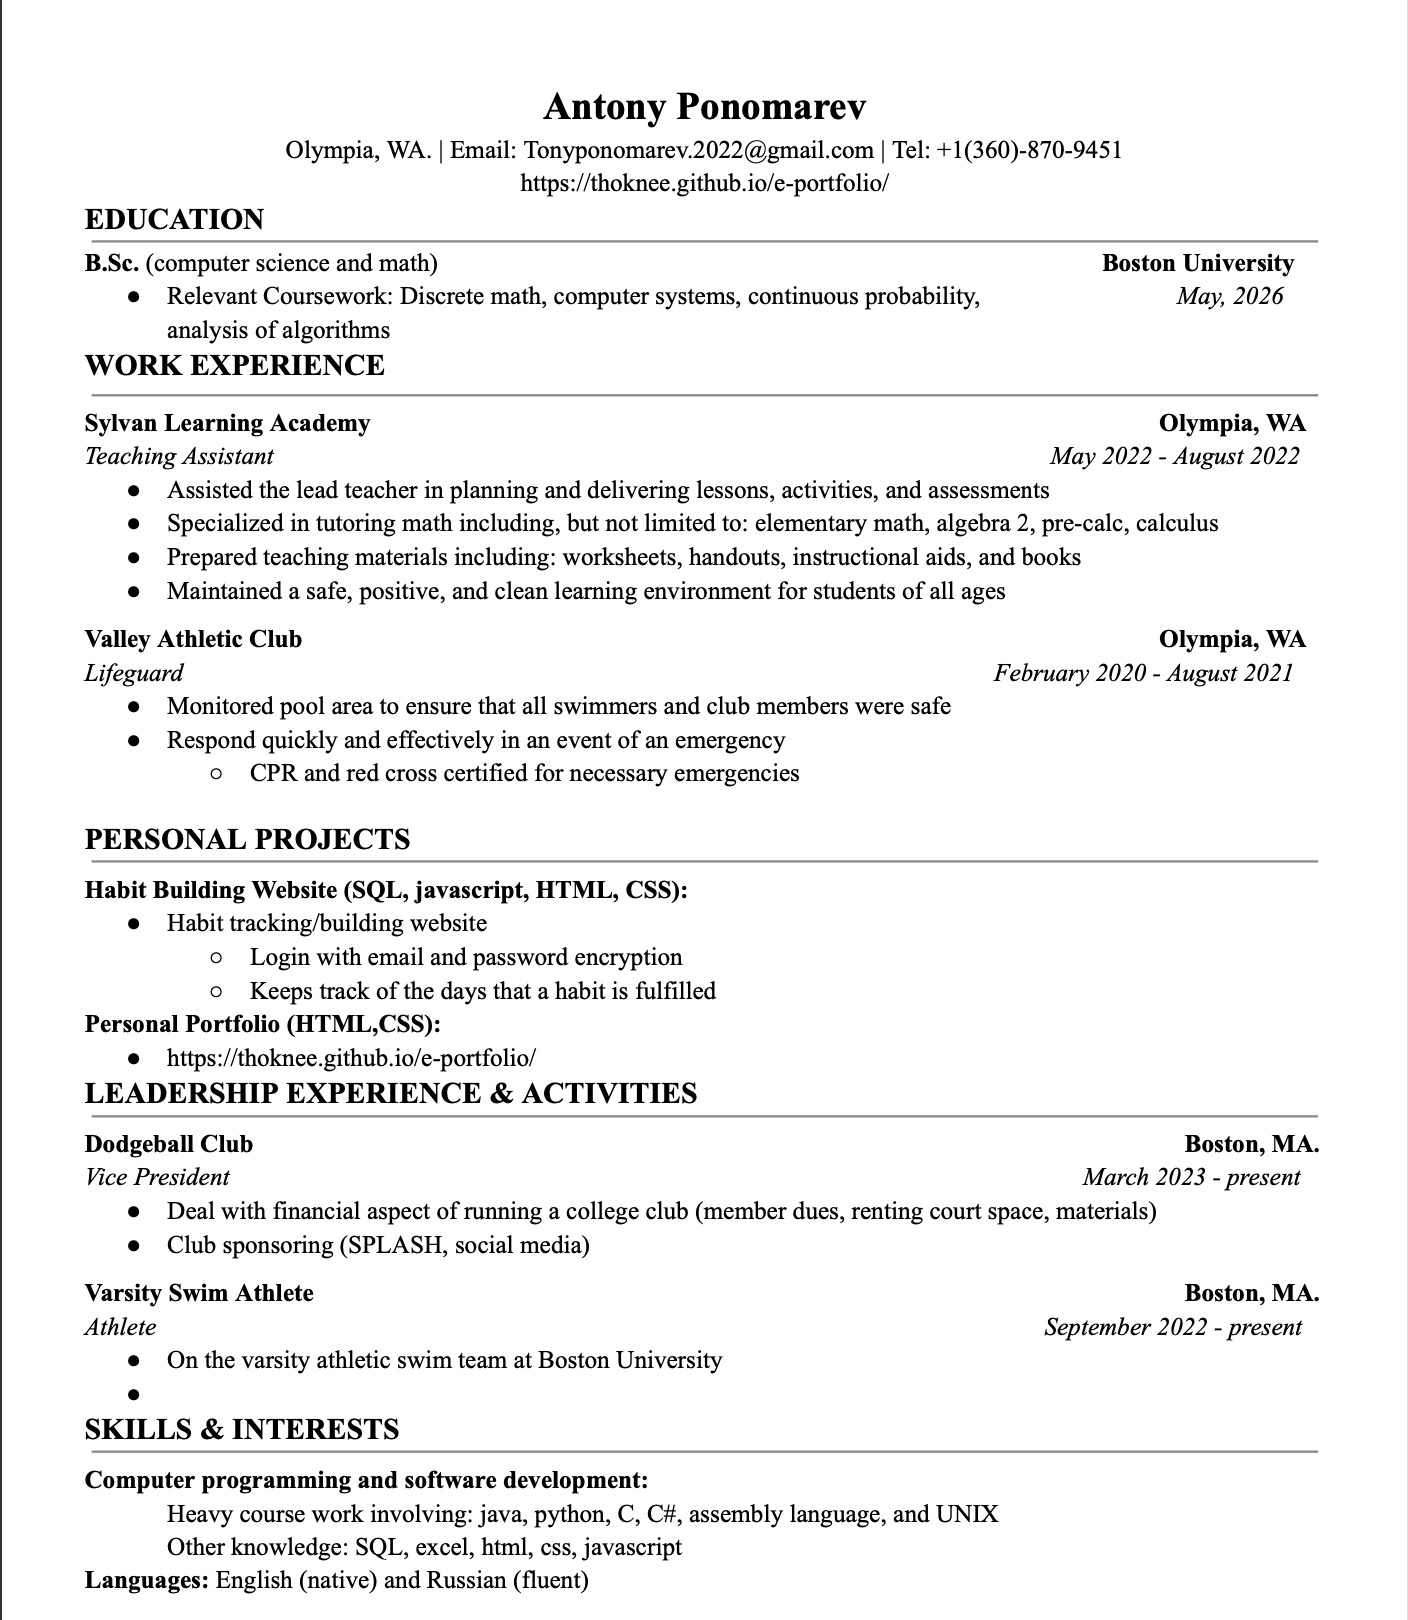 Antony Ponomarev
Olympia, WA. | Email: Tonyponomarev.2022@gmail.com | Tel: +1(360)-870-9451
https://thoknee.github.io/e-portfolio/
EDUCATION
B.Sc. (computer science and math) Boston University
● Relevant Coursework: Discrete math, computer systems, continuous probability, May, 2026
analysis of algorithms
WORK EXPERIENCE
Sylvan Learning Academy Olympia, WA
Teaching Assistant May 2022 - August 2022
● Assisted the lead teacher in planning and delivering lessons, activities, and assessments
● Specialized in tutoring math including, but not limited to: elementary math, algebra 2, pre-calc, calculus
● Prepared teaching materials including: worksheets, handouts, instructional aids, and books
● Maintained a safe, positive, and clean learning environment for students of all ages
Valley Athletic Club Olympia, WA
Lifeguard February 2020 - August 2021
● Monitored pool area to ensure that all swimmers and club members were safe
● Respond quickly and effectively in an event of an emergency
○ CPR and red cross certified for necessary emergencies
PERSONAL PROJECTS
Habit Building Website (SQL, javascript, HTML, CSS):
● Habit tracking/building website
○ Login with email and password encryption
○ Keeps track of the days that a habit is fulfilled
Personal Portfolio (HTML,CSS):
● https://thoknee.github.io/e-portfolio/
LEADERSHIP EXPERIENCE & ACTIVITIES
Dodgeball Club Boston, MA.
Vice President March 2023 - present
● Deal with financial aspect of running a college club (member dues, renting court space, materials)
● Club sponsoring (SPLASH, social media)
Varsity Swim Athlete Boston, MA.
Athlete September 2022 - present
● On the varsity athletic swim team at Boston University
●
SKILLS & INTERESTS
Computer programming and software development:
Heavy course work involving: java, python, C, C#, assembly language, and UNIX
Other knowledge: SQL, excel, html, css, javascript
Languages: English (native) and Russian (fluent)